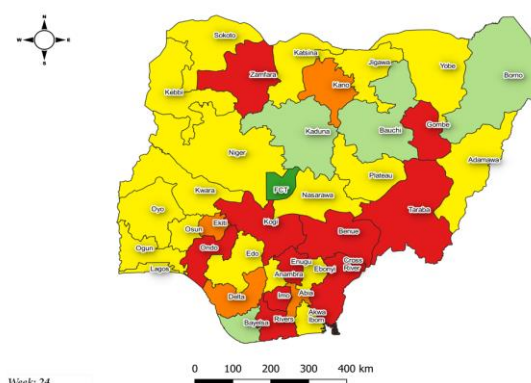 N
W E
S
Sokoto
Katsina
Jigawa
Yobe
Borno
Zamfara
Kano
Kebbi
Gombe
Kaduna
Bauchi
Adamawa
Niger
Plateau
FCT
Kwara
Nasarawa
Taraba
Oyo
Kogi
Ekiti
Benue
Osun
Ondo
Ogun
Edo
Enugu
Ebonyi
Cross
River
Lagos
Anambra
Imo
Abia
Delta
Akwa
Ibom
Bayelsa
Rivers
Week: 24
0 100 200 300 400 km